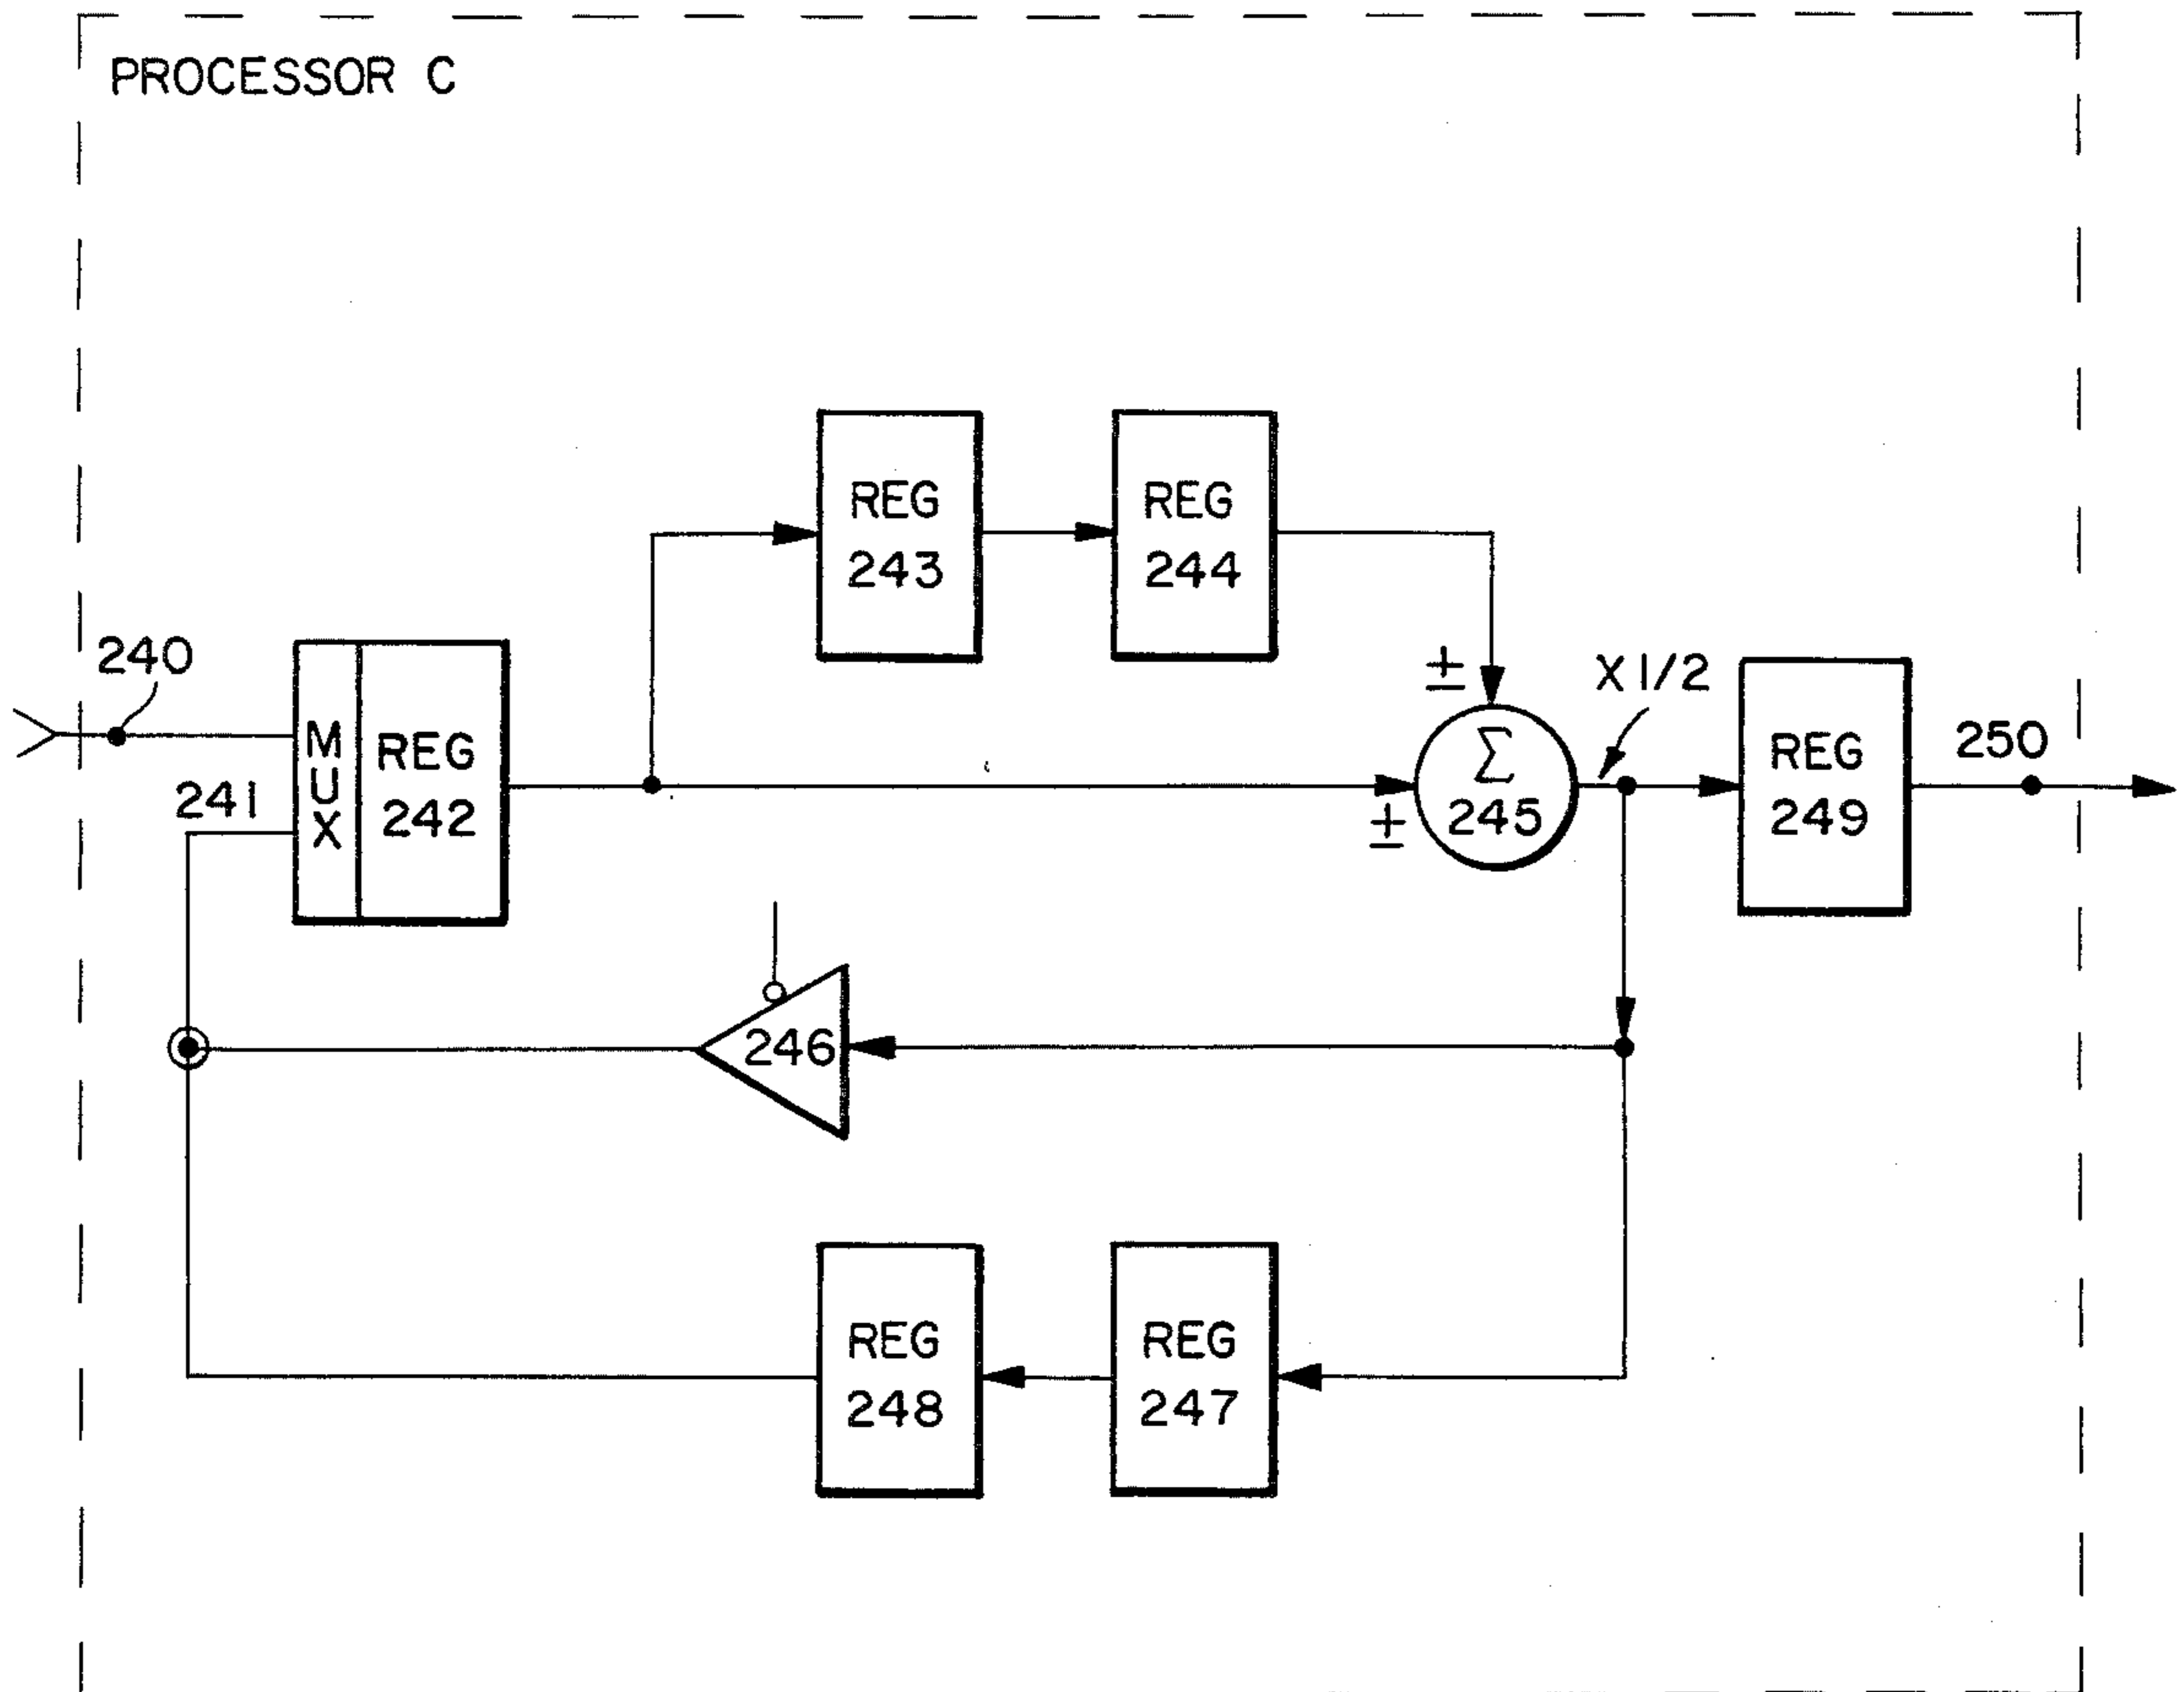 PROCESSOR C
REG
243
REG
244
240
241
MUX
REG
242
±
±
Σ
245
X 1/2
REG
249
250
246
REG
248
REG
247